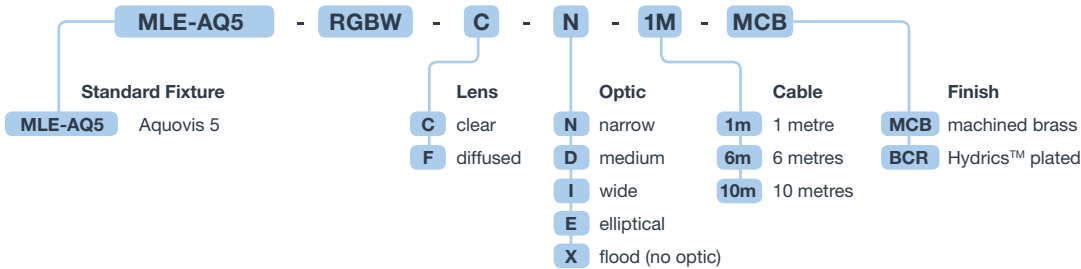 MLE-AQ5 - RGBW - C - N - 1M - MCB
Standard Fixture
MLE-AQ5 Aquovis 5
Lens
C clear
F diffused
Optic
N narrow
D medium
I wide
E elliptical
X flood (no optic)
Cable
1m 1 metre
6m 6 metres
10m 10 metres
Finish
MCB machined brass
BCR Hydrics™ plated